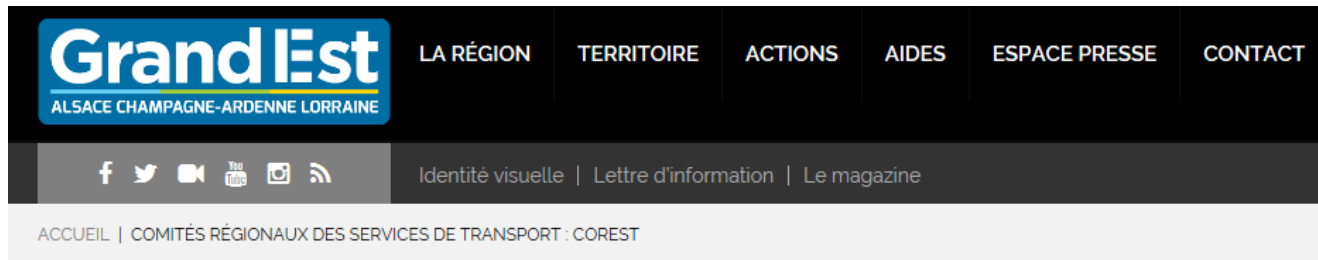 Grand Est
ALSACE CHAMPAGNE-ARDENNE LORRAINE
LA RÉGION TERRITOIRE ACTIONS AIDES ESPACE PRESSE CONTACT
You Tube
Identité visuelle | Lettre d'information | Le magazine
ACCUEIL | COMITÉS RÉGIONAUX DES SERVICES DE TRANSPORT : COREST